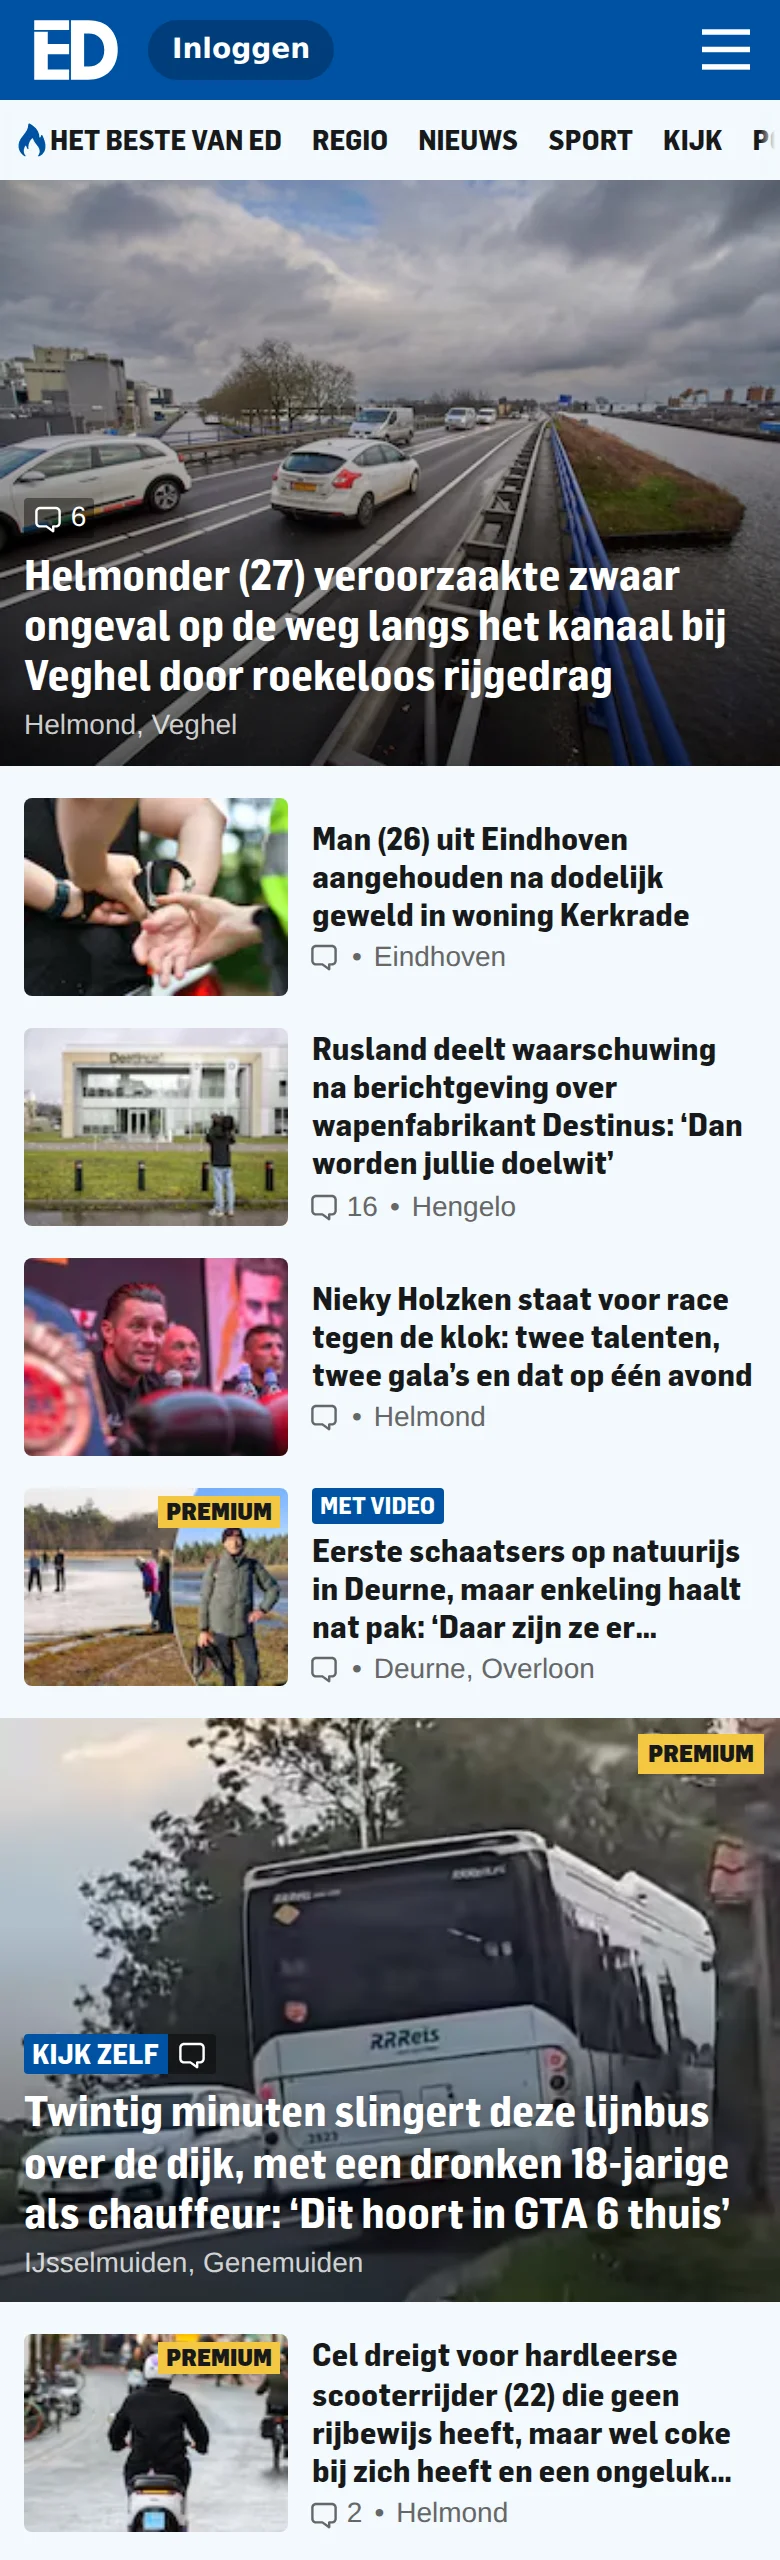 ED
Inloggen
HET BESTE VAN ED REGIO NIEUWS SPORT KIJK
6
Helmonder (27) veroorzaakte zwaar
ongeval op de weg langs het kanaal bij
Veghel door roekeloos rijgedrag
Helmond, Veghel
Man (26) uit Eindhoven
aangehouden na dodelijk
geweld in woning Kerkrade
• Eindhoven
Destinus
Rusland deelt waarschuwing
na berichtgeving over
wapenfabrikant Destinus: ‘Dan
worden jullie doelwit’
16 • Hengelo
Nieky Holzken staat voor race
tegen de klok: twee talenten,
twee gala’s en dat op één avond
• Helmond
PREMIUM
MET VIDEO
Eerste schaatsers op natuurijs
in Deurne, maar enkeling haalt
nat pak: ‘Daar zijn ze er...
• Deurne, Overloon
PREMIUM
RRReis
KIJK ZELF
Twintig minuten slingert deze lijnbus
over de dijk, met een dronken 18-jarige
als chauffeur: ‘Dit hoort in GTA 6 thuis’
IJsselmuiden, Genemuiden
PREMIUM
Cel dreigt voor hardleerse
scooterrijder (22) die geen
rijbewijs heeft, maar wel coke
bij zich heeft en een ongeluk...
2 • Helmond